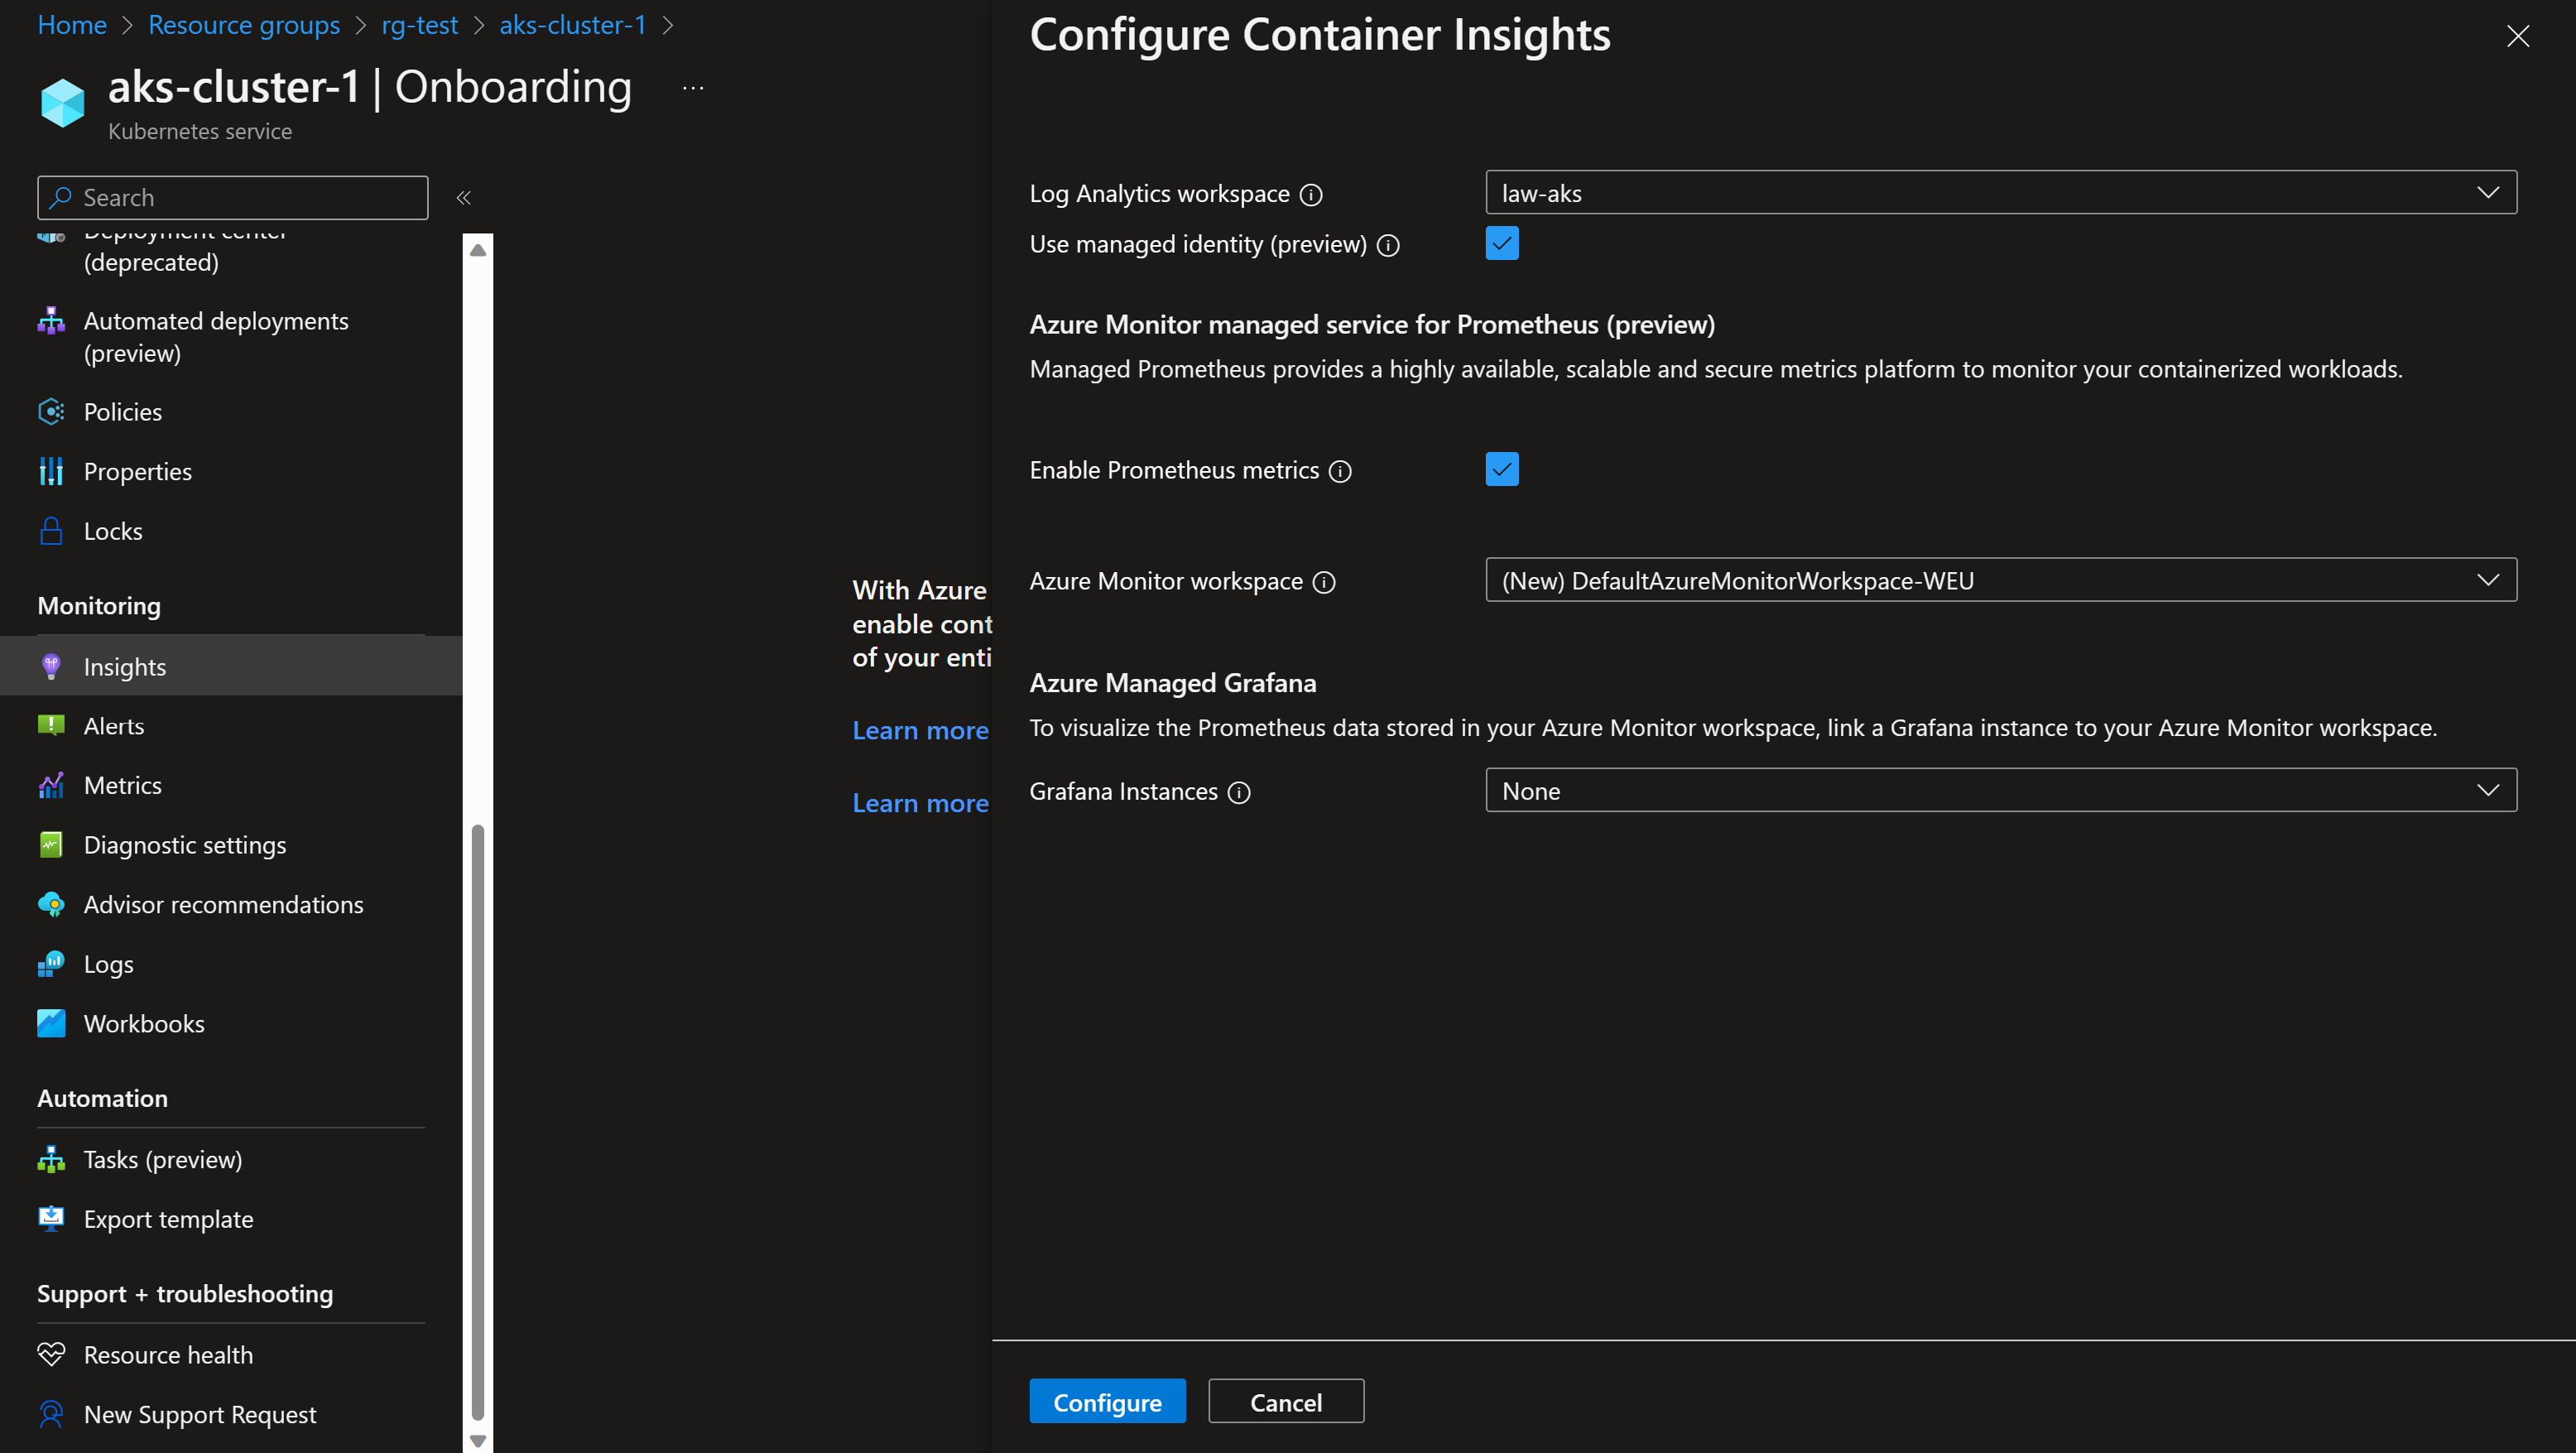 Home > Resource groups > rg-test > aks-cluster-1 >
aks-cluster-1 | Onboarding ...
Kubernetes service
Search
Deployment center
(deprecated)
Automated deployments
(preview)
Policies
Properties
Locks
Monitoring
Insights
Alerts
Metrics
Diagnostic settings
Advisor recommendations
Logs
Workbooks
Automation
Tasks (preview)
Export template
Support + troubleshooting
Resource health
New Support Request
With Azure
enable cont
of your enti
Learn more
Learn more
Configure Container Insights
Log Analytics workspace
law-aks
Use managed identity (preview)
Azure Monitor managed service for Prometheus (preview)
Managed Prometheus provides a highly available, scalable and secure metrics platform to monitor your containerized workloads.
Enable Prometheus metrics
Azure Monitor workspace
(New) DefaultAzureMonitorWorkspace-WEU
Azure Managed Grafana
To visualize the Prometheus data stored in your Azure Monitor workspace, link a Grafana instance to your Azure Monitor workspace.
Grafana Instances
None
Configure
Cancel